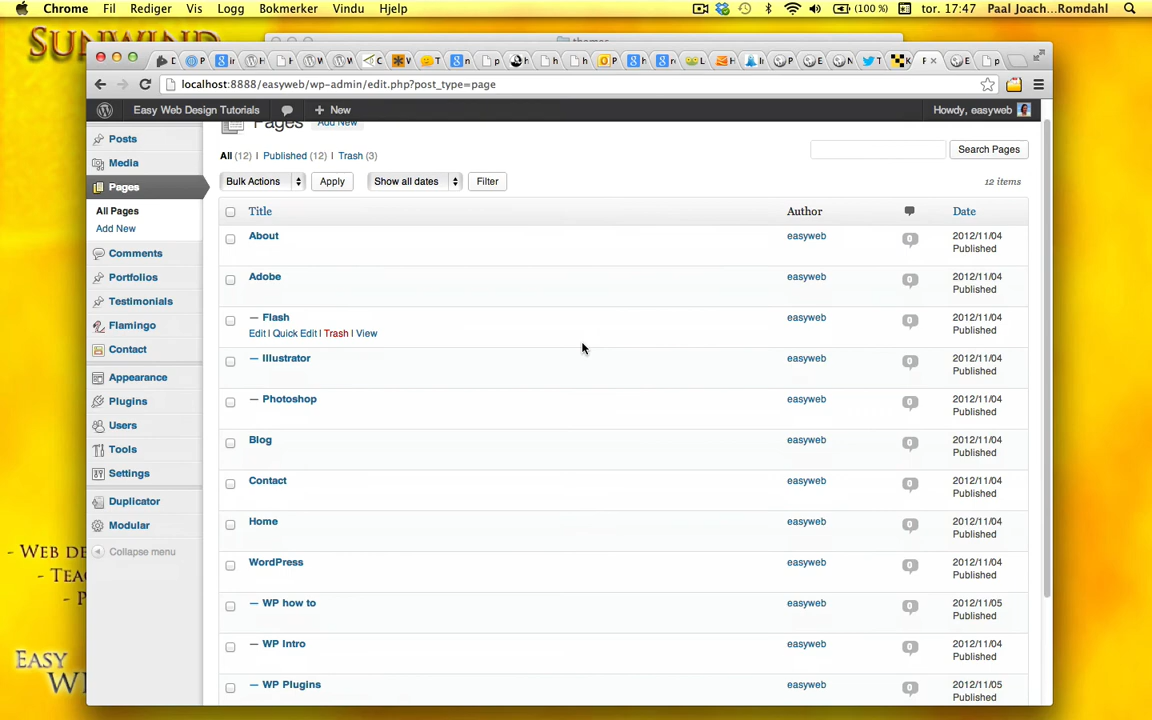 Chrome Fil Rediger Vis Logg Bokmerker Vindu Hjelp (100 %) tor. 17:47 Paal Joach...Romdahl
SUNWIND
themes
localhost:8888/easyweb/wp-admin/edit.php?post_type=page
Easy Web Design Tutorials + New Howdy, easyweb
Pages Add New
Posts
Media
Pages
All Pages
Add New
Comments
Portfolios
Testimonials
Flamingo
Contact
Appearance
Plugins
Users
Tools
Settings
Duplicator
Modular
Collapse menu
All (12) | Published (12) | Trash (3)
Search Pages
Bulk Actions Apply Show all dates Filter 12 items
Title Author Date
About easyweb 0 2012/11/04
Published
Adobe easyweb 0 2012/11/04
Published
— Flash easyweb 0 2012/11/04
Edit | Quick Edit | Trash | View Published
— Illustrator easyweb 0 2012/11/04
Published
— Photoshop easyweb 0 2012/11/04
Published
Blog easyweb 0 2012/11/04
Published
Contact easyweb 0 2012/11/04
Published
Home easyweb 0 2012/11/04
Published
WordPress easyweb 0 2012/11/04
Published
— WP how to easyweb 0 2012/11/05
Published
— WP Intro easyweb 0 2012/11/04
Published
— WP Plugins easyweb 0 2012/11/05
Published
- WEB DE
- TEA
- P
EASY
W